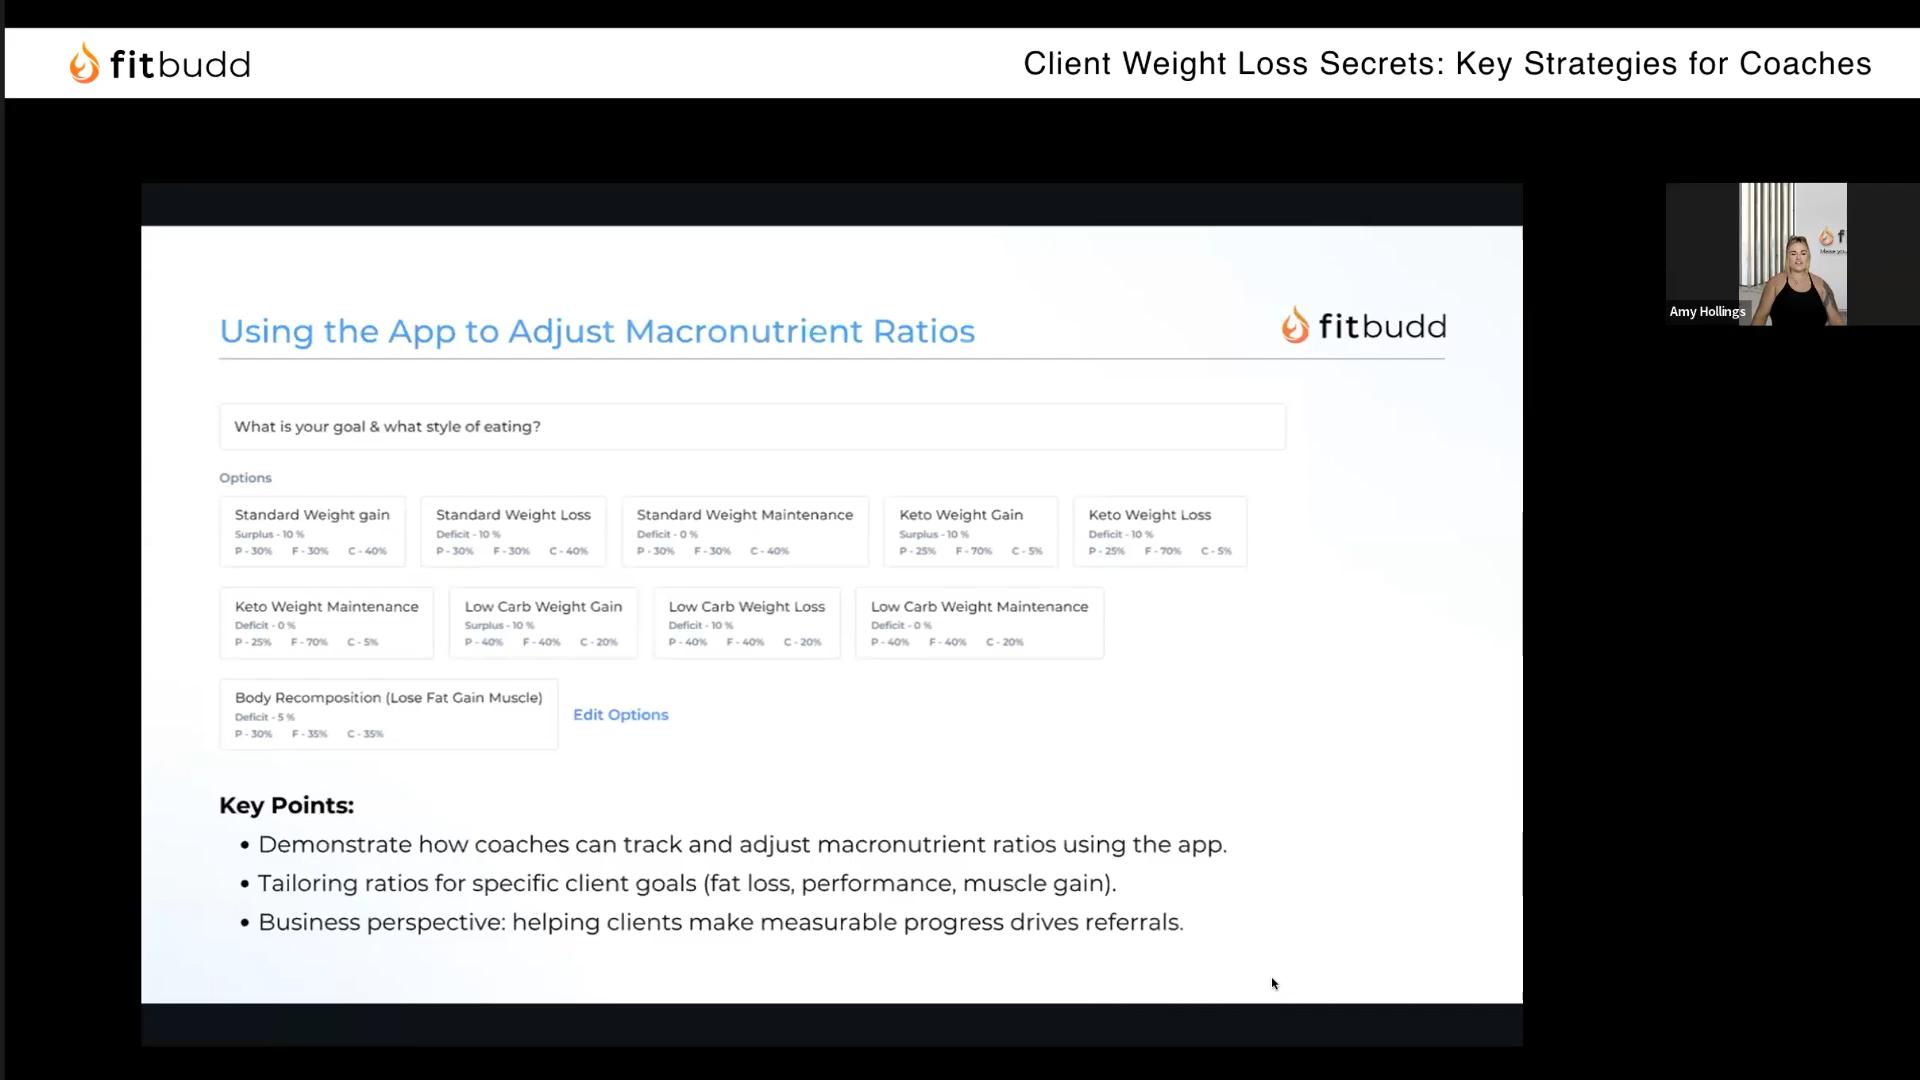 fitbudd
Client Weight Loss Secrets: Key Strategies for Coaches
Amy Hollings
Using the App to Adjust Macronutrient Ratios
fitbudd
What is your goal & what style of eating?
Options
Standard Weight gain
Surplus - 10 %
P - 30% F - 30% C - 40%
Standard Weight Loss
Deficit - 10 %
P - 30% F - 30% C - 40%
Standard Weight Maintenance
Deficit - 0 %
P - 30% F - 30% C - 40%
Keto Weight Gain
Surplus - 10 %
P - 25% F - 70% C - 5%
Keto Weight Loss
Deficit - 10 %
P - 25% F - 70% C - 5%
Keto Weight Maintenance
Deficit - 0 %
P - 25% F - 70% C - 5%
Low Carb Weight Gain
Surplus - 10 %
P - 40% F - 40% C - 20%
Low Carb Weight Loss
Deficit - 10 %
P - 40% F - 40% C - 20%
Low Carb Weight Maintenance
Deficit - 0 %
P - 40% F - 40% C - 20%
Body Recomposition (Lose Fat Gain Muscle)
Deficit - 5 %
P - 30% F - 35% C - 35%
Edit Options
Key Points:
• Demonstrate how coaches can track and adjust macronutrient ratios using the app.
• Tailoring ratios for specific client goals (fat loss, performance, muscle gain).
• Business perspective: helping clients make measurable progress drives referrals.